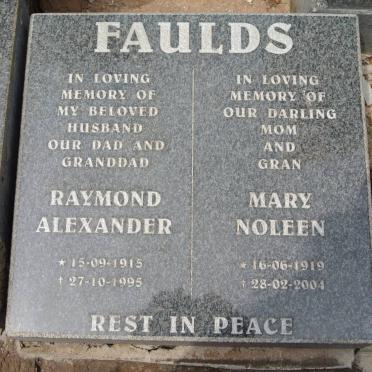 FAULDS
IN LOVING
MEMORY OF
MY BELOVED
HUSBAND
OUR DAD AND
GRANDDAD
RAYMOND
ALEXANDER
★ 15-09-1915
† 27-10-1995
IN LOVING
MEMORY OF
OUR DARLING
MOM
AND
GRAN
MARY
NOLEEN
★ 16-06-1919
† 28-02-2004
REST IN PEACE